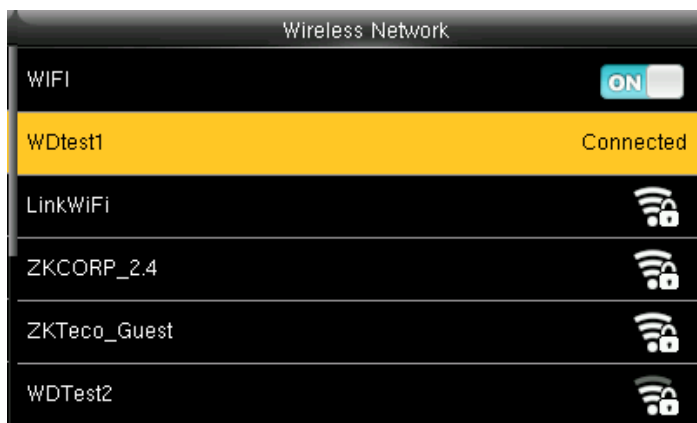 Wireless Network
WIFI ON
WDtest1 Connected
LinkWiFi
ZKCORP_2.4
ZKTeco_Guest
WDTest2